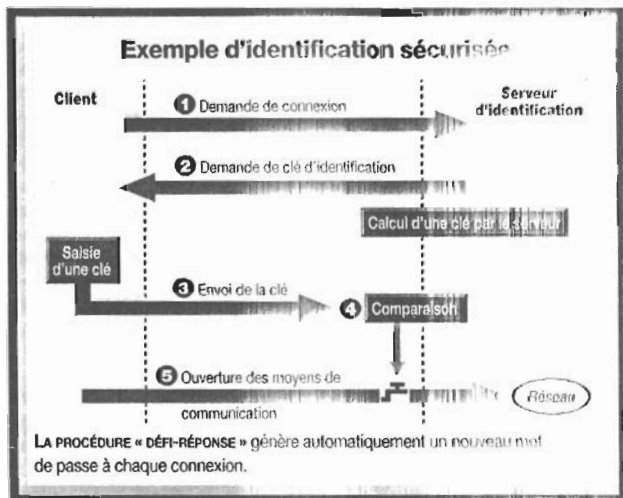 Exemple d'identification sécurisée
Client
Serveur
d'identification
1 Demande de connexion
2 Demande de clé d'identification
Calcul d'une clé par le serveur
Saisie
d'une clé
3 Envoi de la clé
4 Comparaison
5 Ouverture des moyens de
communication
Réseau
LA PROCÉDURE « DÉFI-RÉPONSE » génère automatiquement un nouveau mot
de passe à chaque connexion.